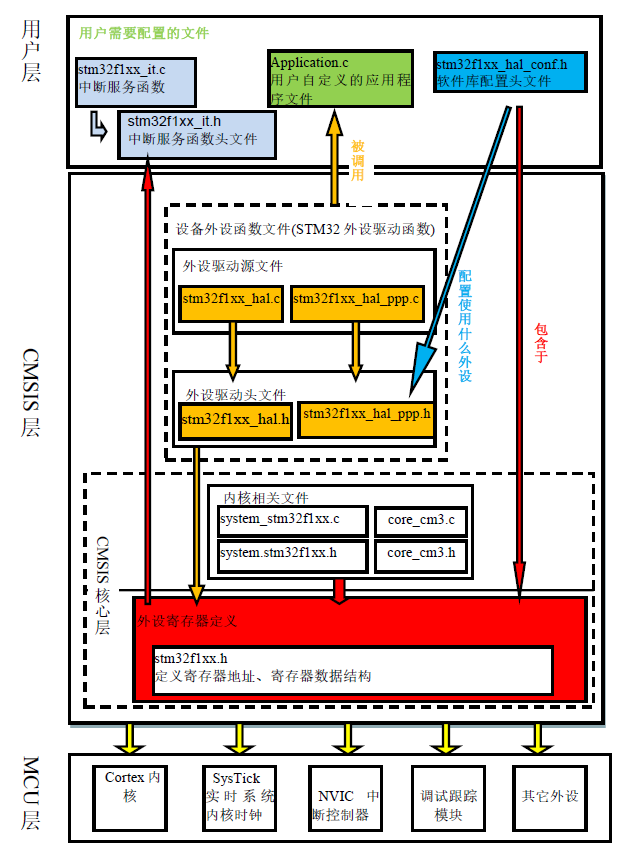 用户层
用户需要配置的文件
stm32f1xx_it.c
中断服务函数
stm32f1xx_it.h
中断服务函数头文件
Application.c
用户自定义的应用程
序文件
stm32f1xx_hal_conf.h
软件库配置头文件
被调用
CMSIS 层
设备外设函数文件(STM32 外设驱动函数)
外设驱动源文件
stm32f1xx_hal.c
stm32f1xx_hal_ppp.c
配置使用什么外设
包含于
外设驱动头文件
stm32f1xx_hal.h
stm32f1xx_hal_ppp.h
CMSIS 核心层
内核相关文件
system_stm32f1xx.c
core_cm3.c
system.stm32f1xx.h
core_cm3.h
外设寄存器定义
stm32f1xx.h
定义寄存器地址、寄存器数据结构
MCU 层
Cortex 内
核
SysTick
实时系统
内核时钟
NVIC 中
断控制器
调试跟踪
模块
其它外设